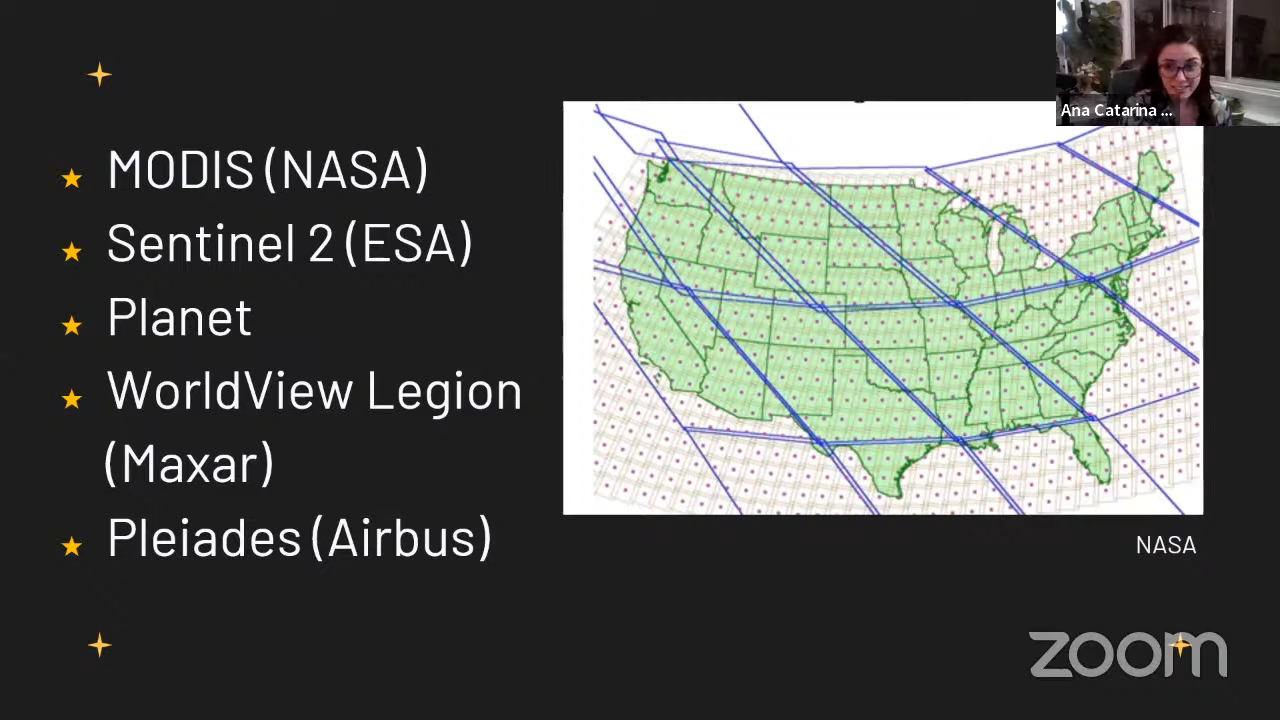 Ana Catarina ...
MODIS (NASA)
Sentinel 2 (ESA)
Planet
WorldView Legion
(Maxar)
Pleiades (Airbus)
NASA
zoom